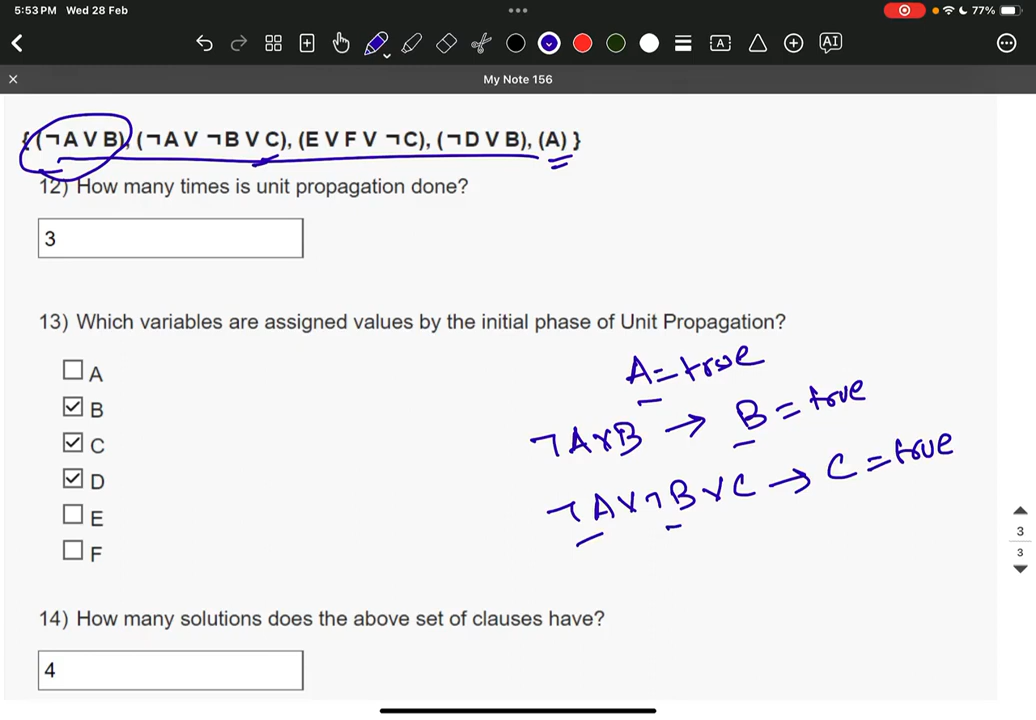 5:53 PM Wed 28 Feb
77%
A
AI
My Note 156
{ (¬A V B), (¬A V ¬B V C), (E V F V ¬C), (¬D V B), (A) }
12) How many times is unit propagation done?
3
13) Which variables are assigned values by the initial phase of Unit Propagation?
A = true
A
B
¬A ∨ B → B = true
C
¬A ∨ ¬B ∨ C → C = true
D
E
F
3
3
14) How many solutions does the above set of clauses have?
4